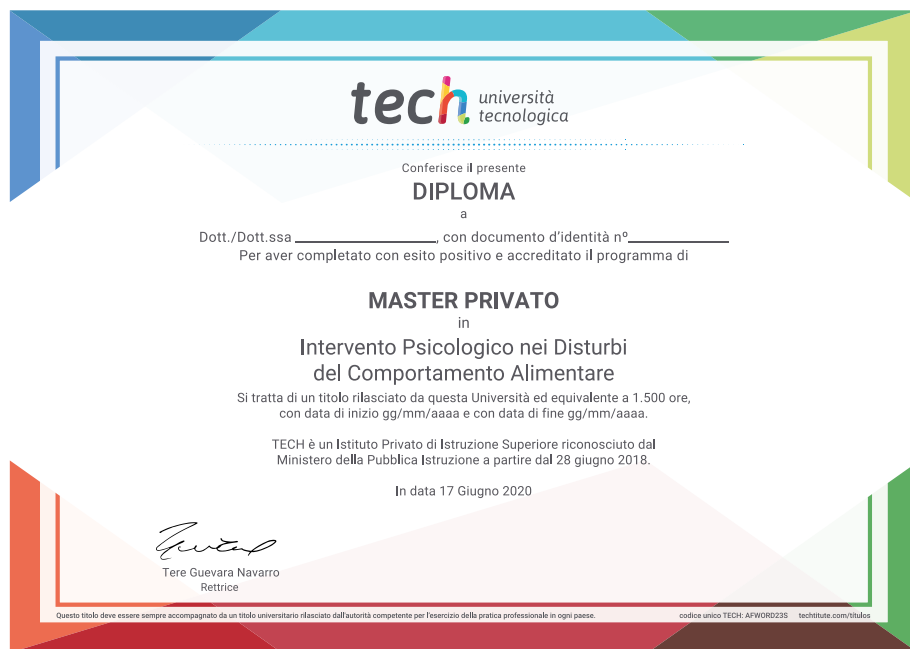 tech università
tecnologica
Conferisce il presente
DIPLOMA
a
Dott./Dott.ssa ________________, con documento d'identità nº____________
Per aver completato con esito positivo e accreditato il programma di
MASTER PRIVATO
in
Intervento Psicologico nei Disturbi
del Comportamento Alimentare
Si tratta di un titolo rilasciato da questa Università ed equivalente a 1.500 ore,
con data di inizio gg/mm/aaaa e con data di fine gg/mm/aaaa.
TECH è un Istituto Privato di Istruzione Superiore riconosciuto dal
Ministero della Pubblica Istruzione a partire dal 28 giugno 2018.
In data 17 Giugno 2020
Tere Guevara Navarro
Rettrice
Questo titolo deve essere sempre accompagnato da un titolo universitario rilasciato dall'autorità competente per l'esercizio della pratica professionale in ogni paese. codice unico TECH: AFWORD23S techtitute.com/titulos